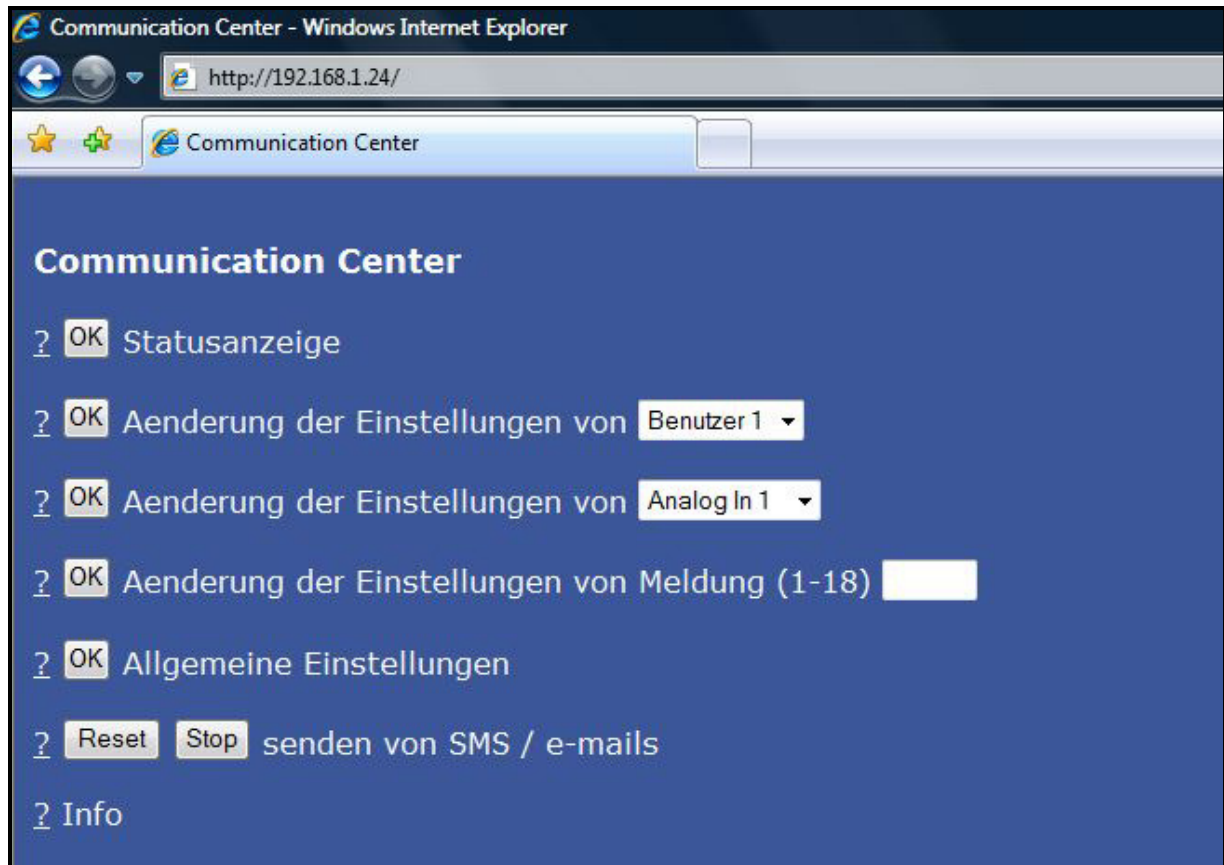 Communication Center - Windows Internet Explorer
http://192.168.1.24/
Communication Center
Communication Center
? OK Statusanzeige
? OK Aenderung der Einstellungen von Benutzer 1
? OK Aenderung der Einstellungen von Analog In 1
? OK Aenderung der Einstellungen von Meldung (1-18)
? OK Allgemeine Einstellungen
? Reset Stop senden von SMS / e-mails
? Info